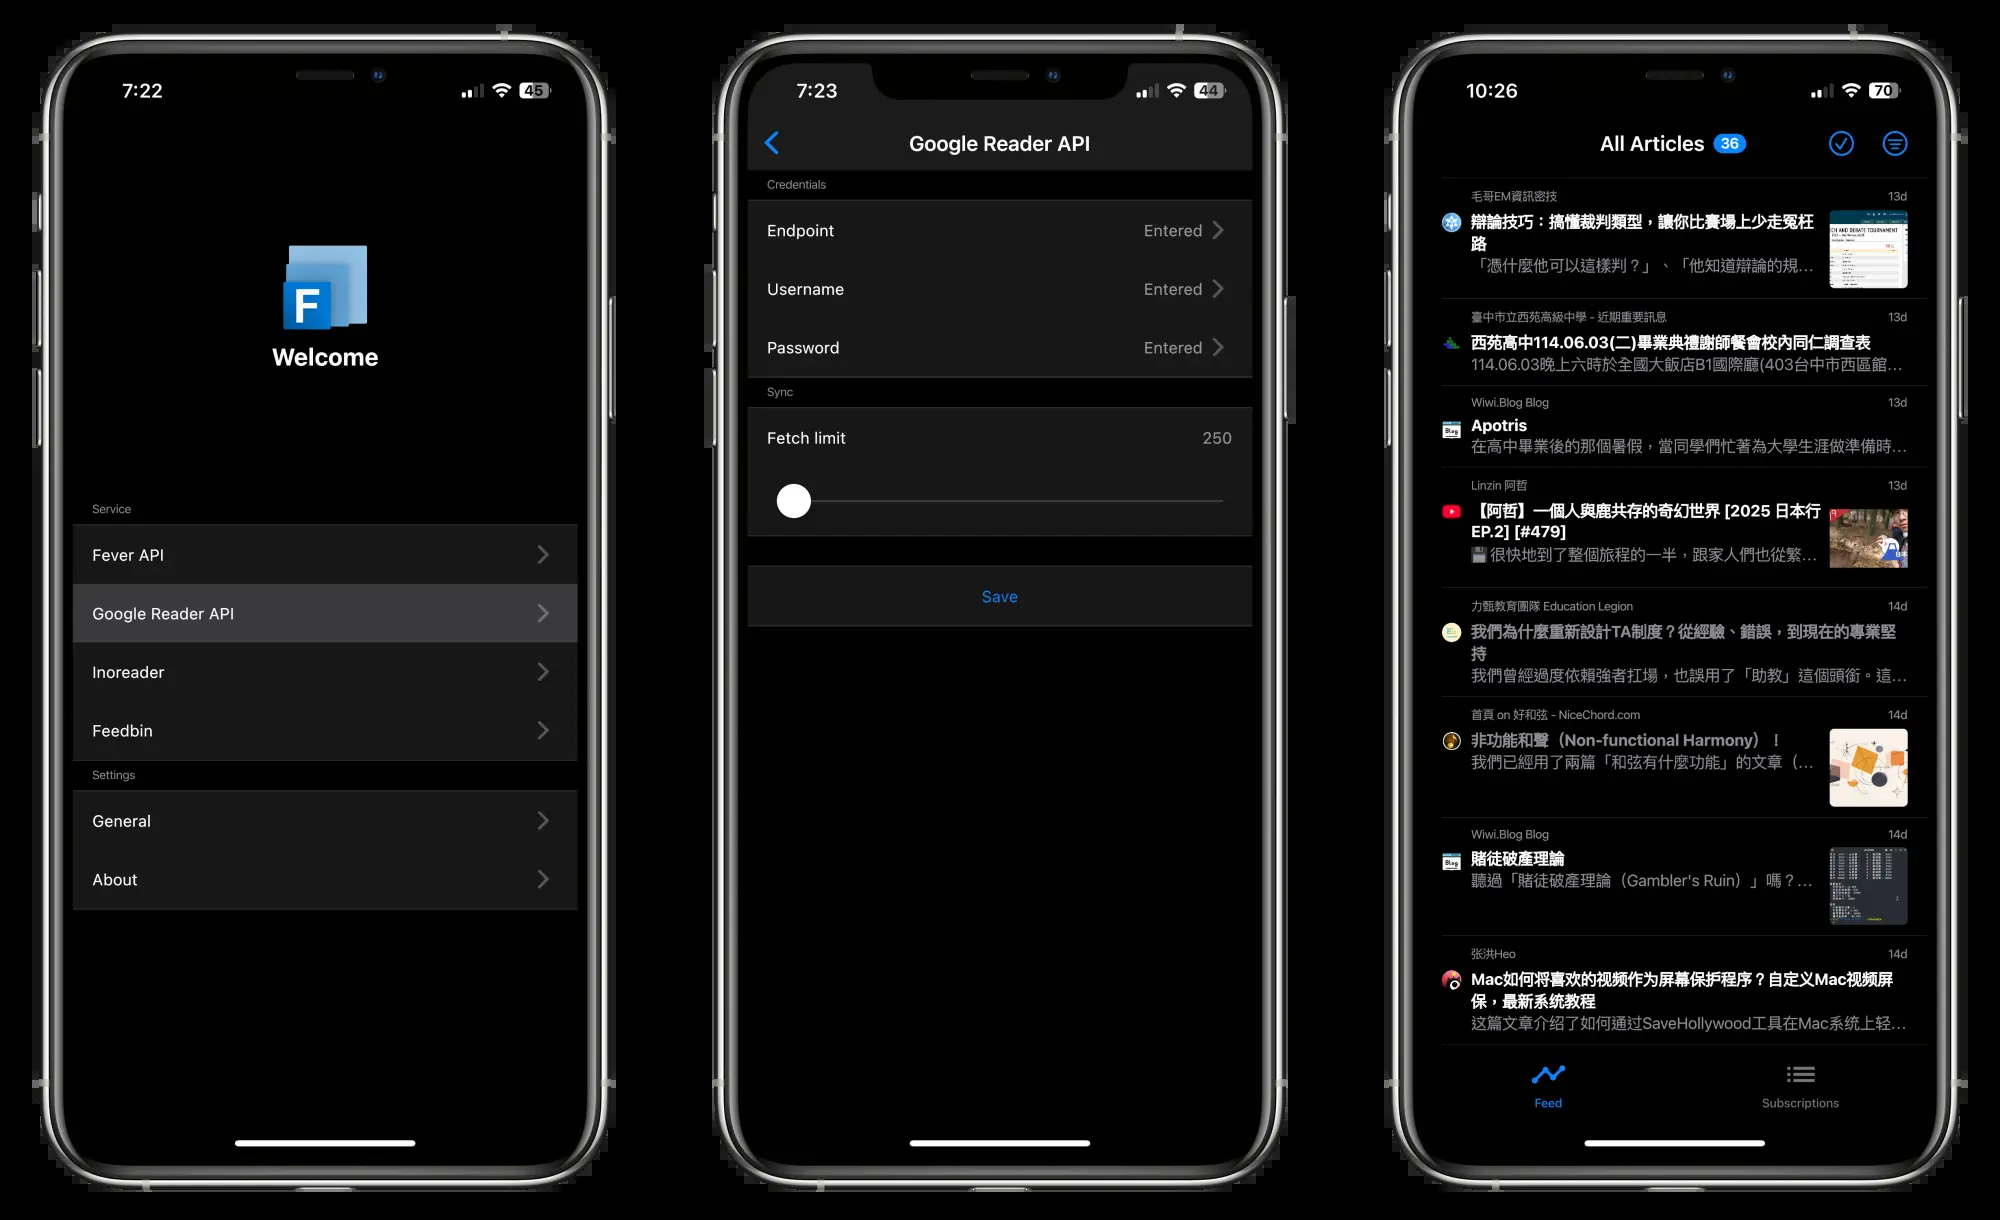 7:22
45
F
Welcome
Service
Fever API
Google Reader API
Inoreader
Feedbin
Settings
General
About
7:23
44
Google Reader API
Credentials
Endpoint Entered
Username Entered
Password Entered
Sync
Fetch limit 250
Save
10:26
70
All Articles 36
毛哥EM資訊密技 13d
辯論技巧：搞懂裁判類型，讓你比賽場上少走冤枉
路
「憑什麼他可以這樣判？」、「他知道辯論的規…
臺中市立西苑高級中學 - 近期重要訊息 13d
西苑高中114.06.03(二)畢業典禮謝師餐會校內同仁調查表
114.06.03晚上六時於全國大飯店B1國際廳(403台中市西區館…
Wiwi.Blog Blog 13d
Blog
Apotris
在高中畢業後的那個暑假，當同學們忙著為大學生涯做準備時…
Linzin 阿哲 13d
【阿哲】一個人與鹿共存的奇幻世界 [2025 日本行
EP.2] [#479]
很快地到了整個旅程的一半，跟家人們也從繁…
力甄教育團隊 Education Legion 14d
我們為什麼重新設計TA制度？從經驗、錯誤，到現在的專業堅
持
我們曾經過度依賴強者扛場，也誤用了「助教」這個頭銜。這…
首頁 on 好和弦 - NiceChord.com 14d
非功能和聲（Non-functional Harmony）！
我們已經用了兩篇「和弦有什麼功能」的文章（…
Wiwi.Blog Blog 14d
Blog
賭徒破產理論
聽過「賭徒破產理論（Gambler's Ruin）」嗎？…
张洪Heo 14d
Mac如何将喜欢的视频作为屏幕保护程序？自定义Mac视频屏
保，最新系统教程
这篇文章介绍了如何通过SaveHollywood工具在Mac系统上轻…
Feed
Subscriptions